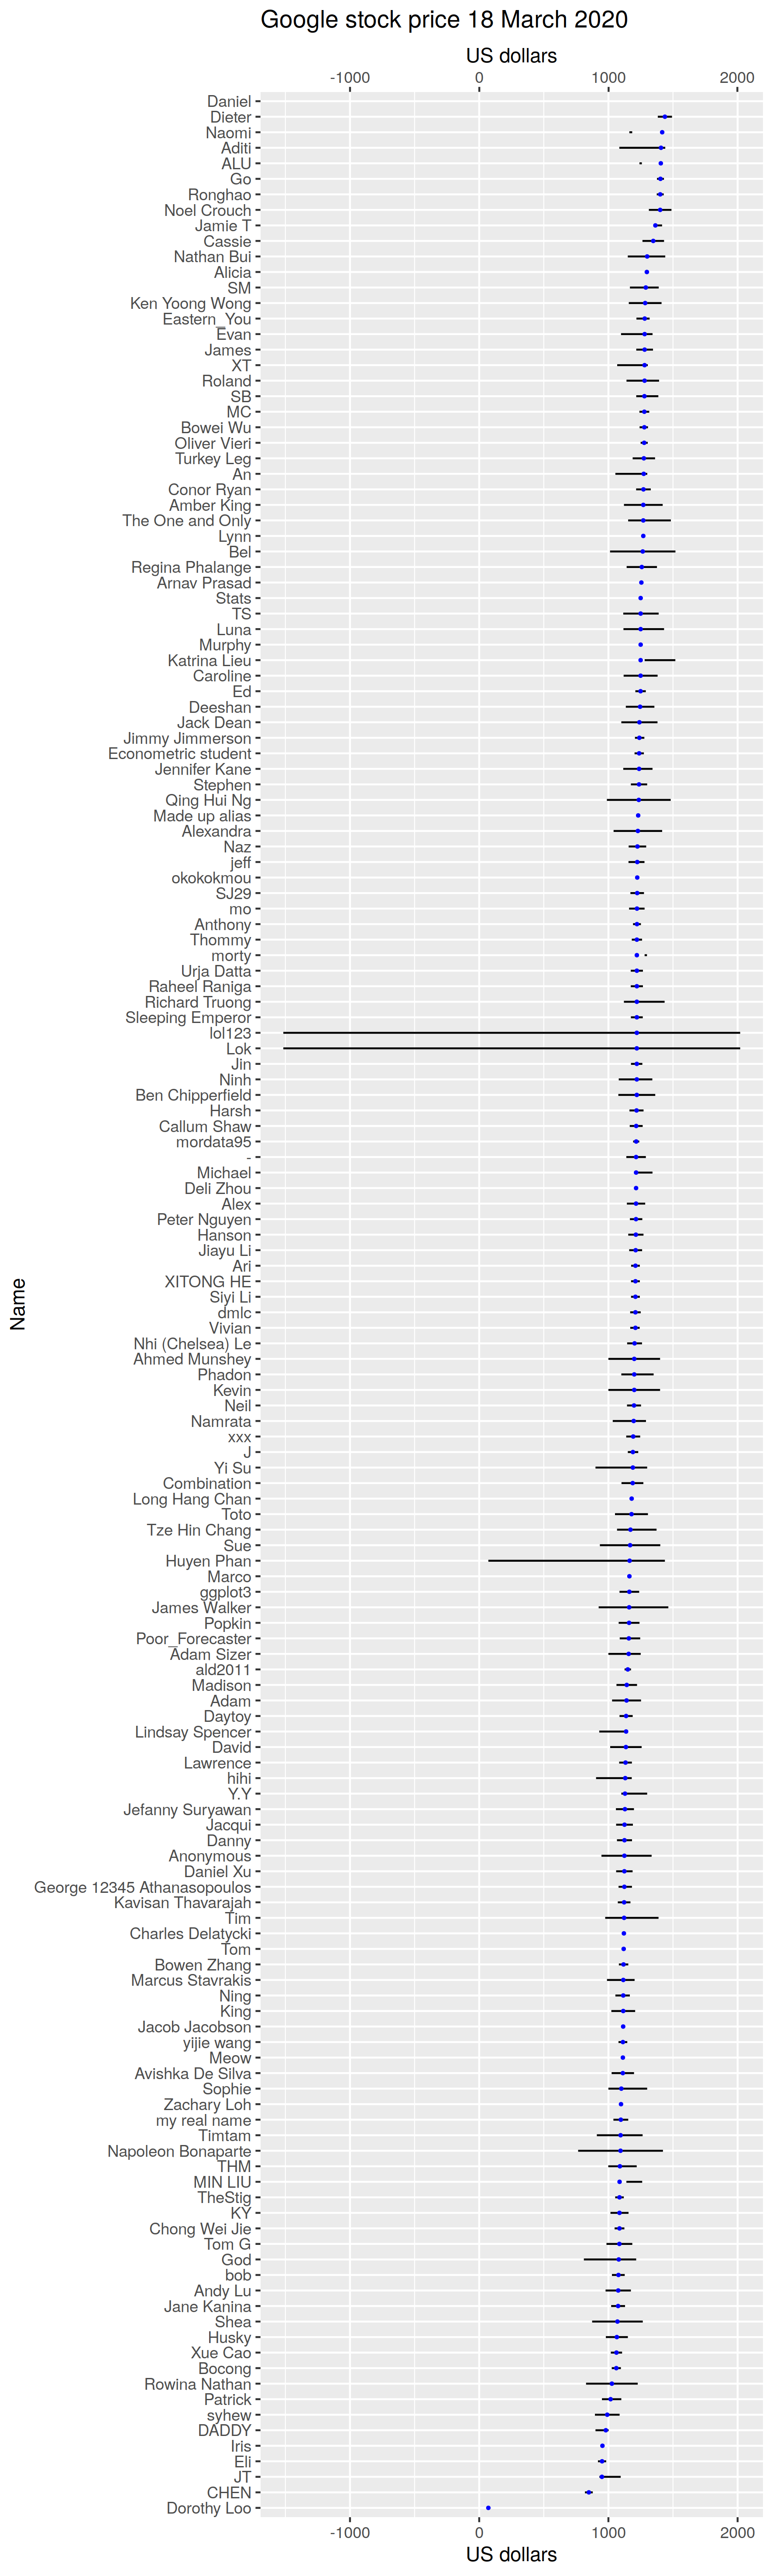 Google stock price 18 March 2020
US dollars
-1000 0 1000 2000
Daniel
Dieter
Naomi
Aditi
ALU
Go
Ronghao
Noel Crouch
Jamie T
Cassie
Nathan Bui
Alicia
SM
Ken Yoong Wong
Eastern_You
Evan
James
XT
Roland
SB
MC
Bowei Wu
Oliver Vieri
Turkey Leg
An
Conor Ryan
Amber King
The One and Only
Lynn
Bel
Regina Phalange
Arnav Prasad
Stats
TS
Luna
Murphy
Katrina Lieu
Caroline
Ed
Deeshan
Jack Dean
Jimmy Jimmerson
Econometric student
Jennifer Kane
Stephen
Qing Hui Ng
Made up alias
Alexandra
Naz
jeff
okokokmou
SJ29
mo
Anthony
Thommy
morty
Urja Datta
Raheel Raniga
Richard Truong
Sleeping Emperor
lol123
Lok
Jin
Ninh
Ben Chipperfield
Harsh
Callum Shaw
mordata95
-
Michael
Deli Zhou
Alex
Peter Nguyen
Hanson
Jiayu Li
Ari
XITONG HE
Siyi Li
dmlc
Vivian
Nhi (Chelsea) Le
Ahmed Munshey
Phadon
Kevin
Neil
Namrata
xxx
J
Yi Su
Combination
Long Hang Chan
Toto
Tze Hin Chang
Sue
Huyen Phan
Marco
ggplot3
James Walker
Popkin
Poor_Forecaster
Adam Sizer
ald2011
Madison
Adam
Daytoy
Lindsay Spencer
David
Lawrence
hihi
Y.Y
Jefanny Suryawan
Jacqui
Danny
Anonymous
Daniel Xu
George 12345 Athanasopoulos
Kavisan Thavarajah
Tim
Charles Delatycki
Tom
Bowen Zhang
Marcus Stavrakis
Ning
King
Jacob Jacobson
yijie wang
Meow
Avishka De Silva
Sophie
Zachary Loh
my real name
Timtam
Napoleon Bonaparte
THM
MIN LIU
TheStig
KY
Chong Wei Jie
Tom G
God
bob
Andy Lu
Jane Kanina
Shea
Husky
Xue Cao
Bocong
Rowina Nathan
Patrick
syhew
DADDY
Iris
Eli
JT
CHEN
Dorothy Loo
-1000 0 1000 2000
US dollars
Name